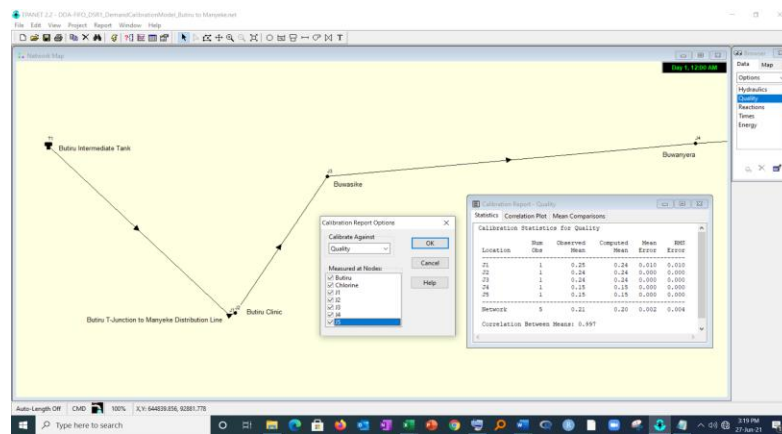 EPANET 2.2 - DOA-FIFO_DSR1_DemandCalibrationModel_Butiru to Manyeke.net
File Edit View Project Report Window Help
Network Map
Day 1, 12:00 AM
Browser
Data Map
Options
Hydraulics
Quality
Reactions
Times
Energy
Butiru Intermediate Tank
Buwasike
Buwanyera
Butiru T-Junction to Manyeke Distribution Line
Butiru Clinic
Calibration Report Options
Calibrate Against
Quality
Measured at Nodes:
Butiru
Chlorine
J1
J2
J3
J4
J5
OK
Cancel
Help
Calibration Report - Quality
Statistics Correlation Plot Mean Comparisons
Calibration Statistics for Quality
Num Observed Computed Mean RMS
Location Obs Mean Mean Error Error
J1 1 0.25 0.24 0.010 0.010
J2 1 0.24 0.24 0.000 0.000
J3 1 0.24 0.24 0.000 0.000
J4 1 0.15 0.15 0.000 0.000
J5 1 0.15 0.15 0.000 0.000
Network 5 0.21 0.20 0.002 0.004
Correlation Between Means: 0.997
Auto-Length Off CMD 100% X,Y: 644839.856, 92881.778
Type here to search
3:19 PM
27-Jun-21